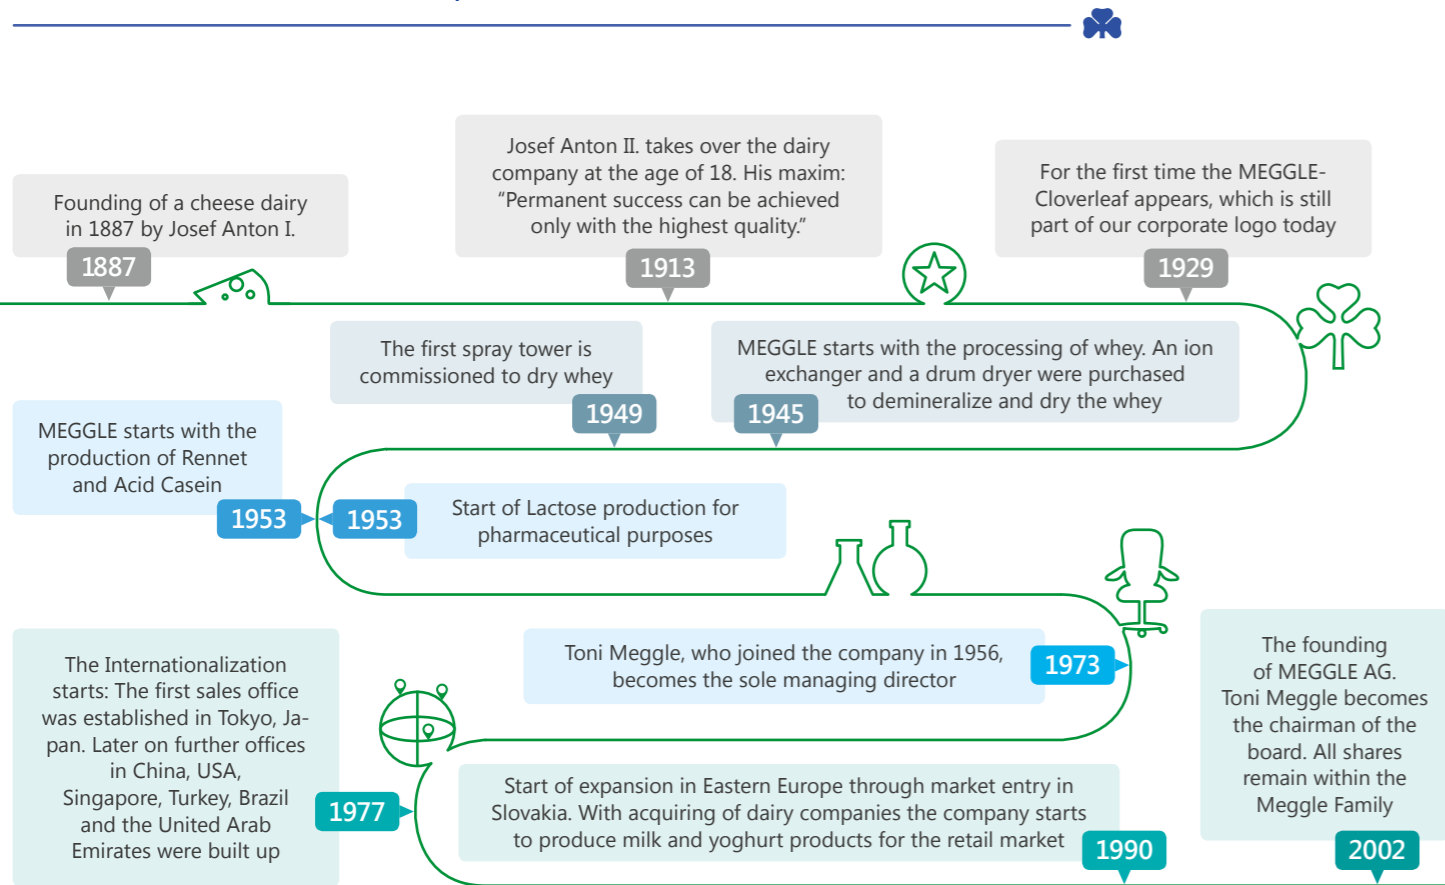 Founding of a cheese dairy
in 1887 by Josef Anton I.
1887
Josef Anton II. takes over the dairy
company at the age of 18. His maxim:
“Permanent success can be achieved
only with the highest quality.”
1913
For the first time the MEGGLE-
Cloverleaf appears, which is still
part of our corporate logo today
1929
MEGGLE starts with the processing of whey. An ion
exchanger and a drum dryer were purchased
to demineralize and dry the whey
1945
The first spray tower is
commissioned to dry whey
1949
MEGGLE starts with the
production of Rennet
and Acid Casein
1953
1953
Start of Lactose production for
pharmaceutical purposes
Toni Meggle, who joined the company in 1956,
becomes the sole managing director
1973
The Internationalization
starts: The first sales office
was established in Tokyo, Ja-
pan. Later on further offices
in China, USA,
Singapore, Turkey, Brazil
and the United Arab
Emirates were built up
1977
Start of expansion in Eastern Europe through market entry in
Slovakia. With acquiring of dairy companies the company starts
to produce milk and yoghurt products for the retail market
1990
The founding
of MEGGLE AG.
Toni Meggle becomes
the chairman of the
board. All shares
remain within the
Meggle Family
2002